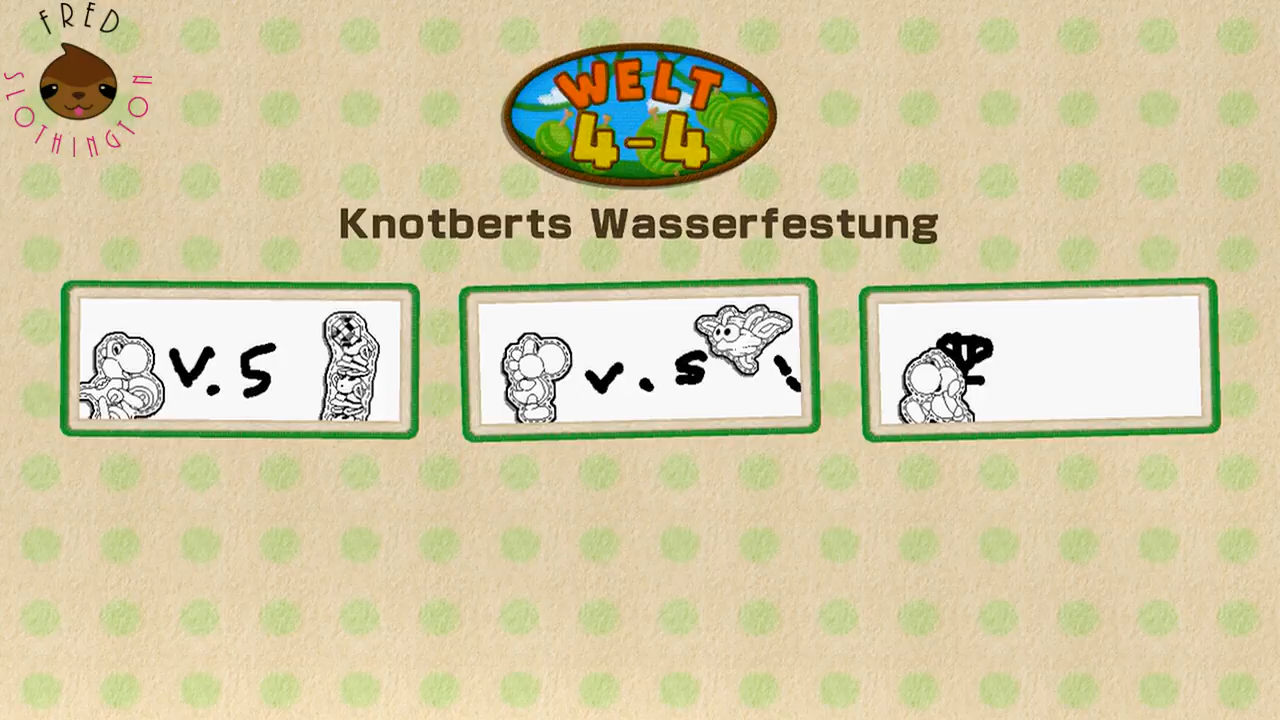 FRED
SLOTHINGTON
WELT
4-4
Knotberts Wasserfestung
V.S
v.s !